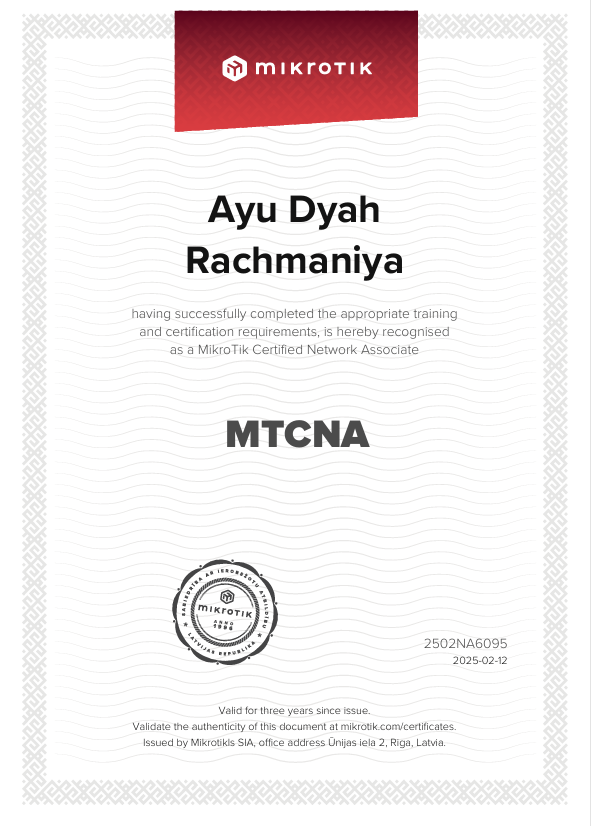 mikrotik
Ayu Dyah
Rachmaniya
having successfully completed the appropriate training
and certification requirements, is hereby recognised
as a MikroTik Certified Network Associate
MTCNA
SABIEDRĪBA AR IEROBEŽOTU ATBILDĪBU
mikrotik
ANNO
1996
LATVIJAS REPUBLIKA
2502NA6095
2025-02-12
Valid for three years since issue.
Validate the authenticity of this document at mikrotik.com/certificates.
Issued by Mikrotikls SIA, office address Ūnijas iela 2, Riga, Latvia.